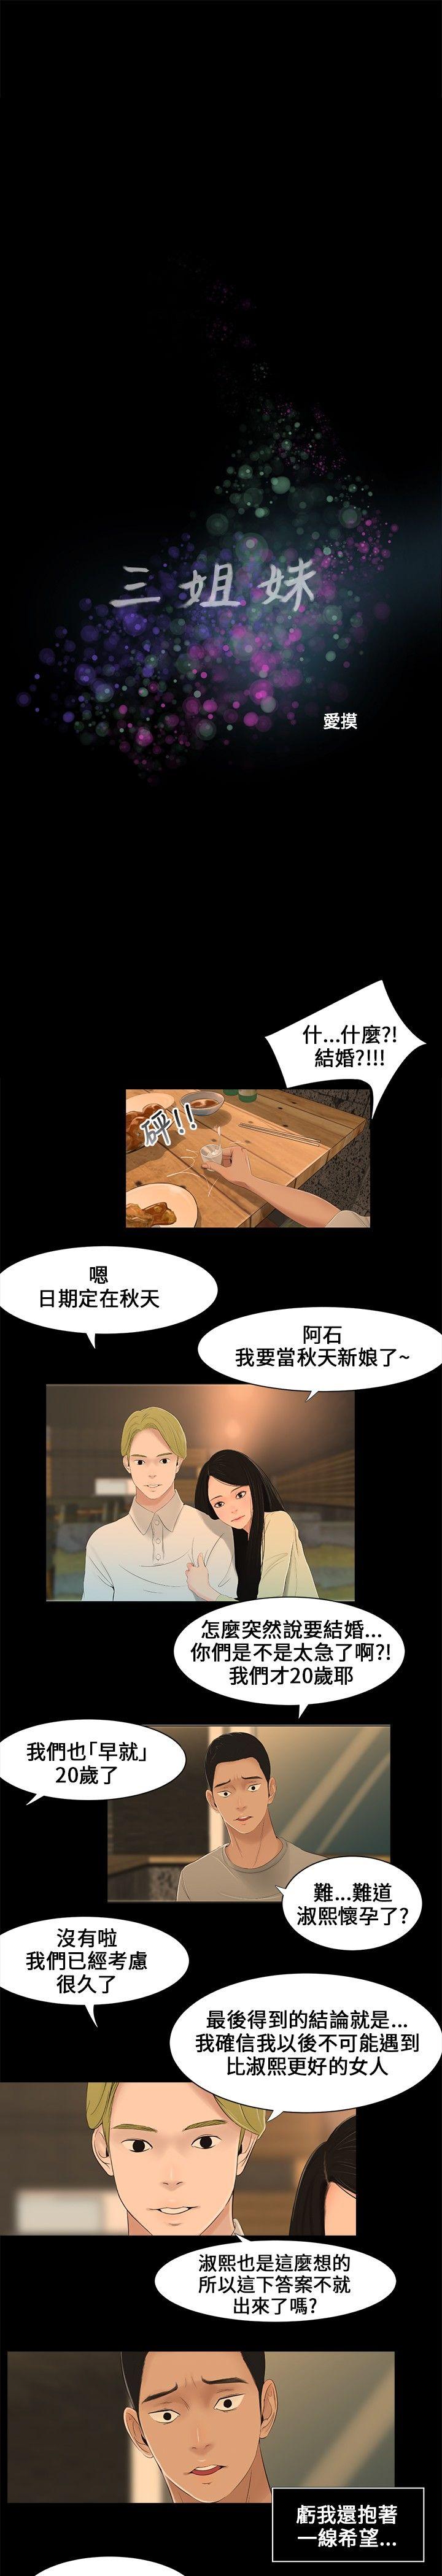 三姐妹
愛摸
什...什麼?!
結婚?!!!
砰!!
嗯
日期定在秋天
阿石
我要當秋天新娘了~
怎麼突然說要結婚...
你們是不是太急了啊?!
我們才20歲耶
我們也「早就」
20歲了
難...難道
淑熙懷孕了?
沒有啦
我們已經考慮
很久了
最後得到的結論就是...
我確信我以後不可能遇到
比淑熙更好的女人
淑熙也是這麼想的
所以這下答案不就
出來了嗎?
虧我還抱著
一線希望...